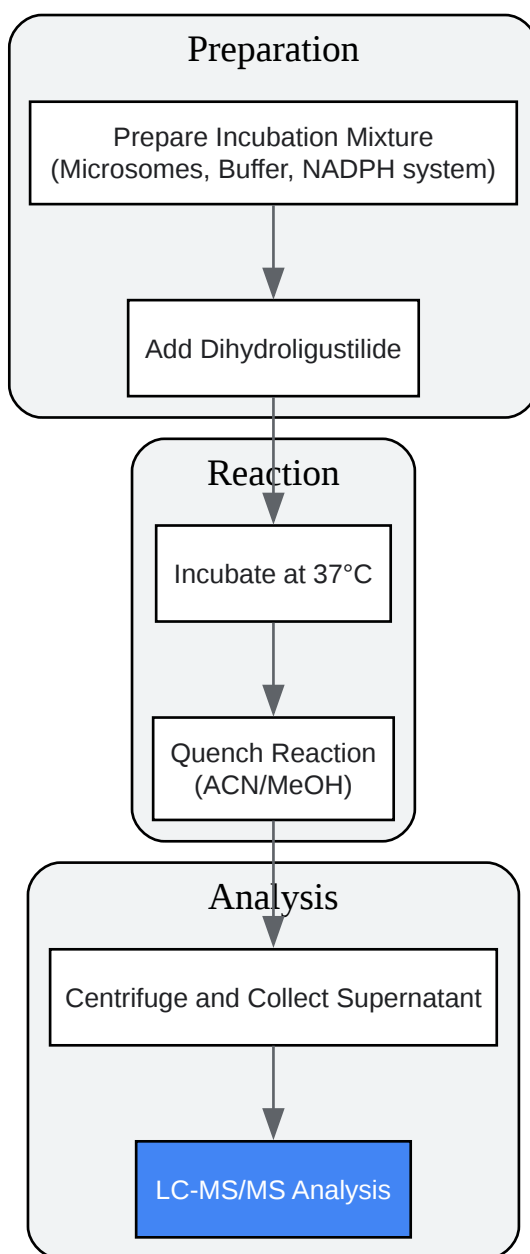 Preparation
Prepare Incubation Mixture
(Microsomes, Buffer, NADPH system)
Add Dihydroligustilide
Reaction
Incubate at 37°C
Quench Reaction
(ACN/MeOH)
Analysis
Centrifuge and Collect Supernatant
LC-MS/MS Analysis